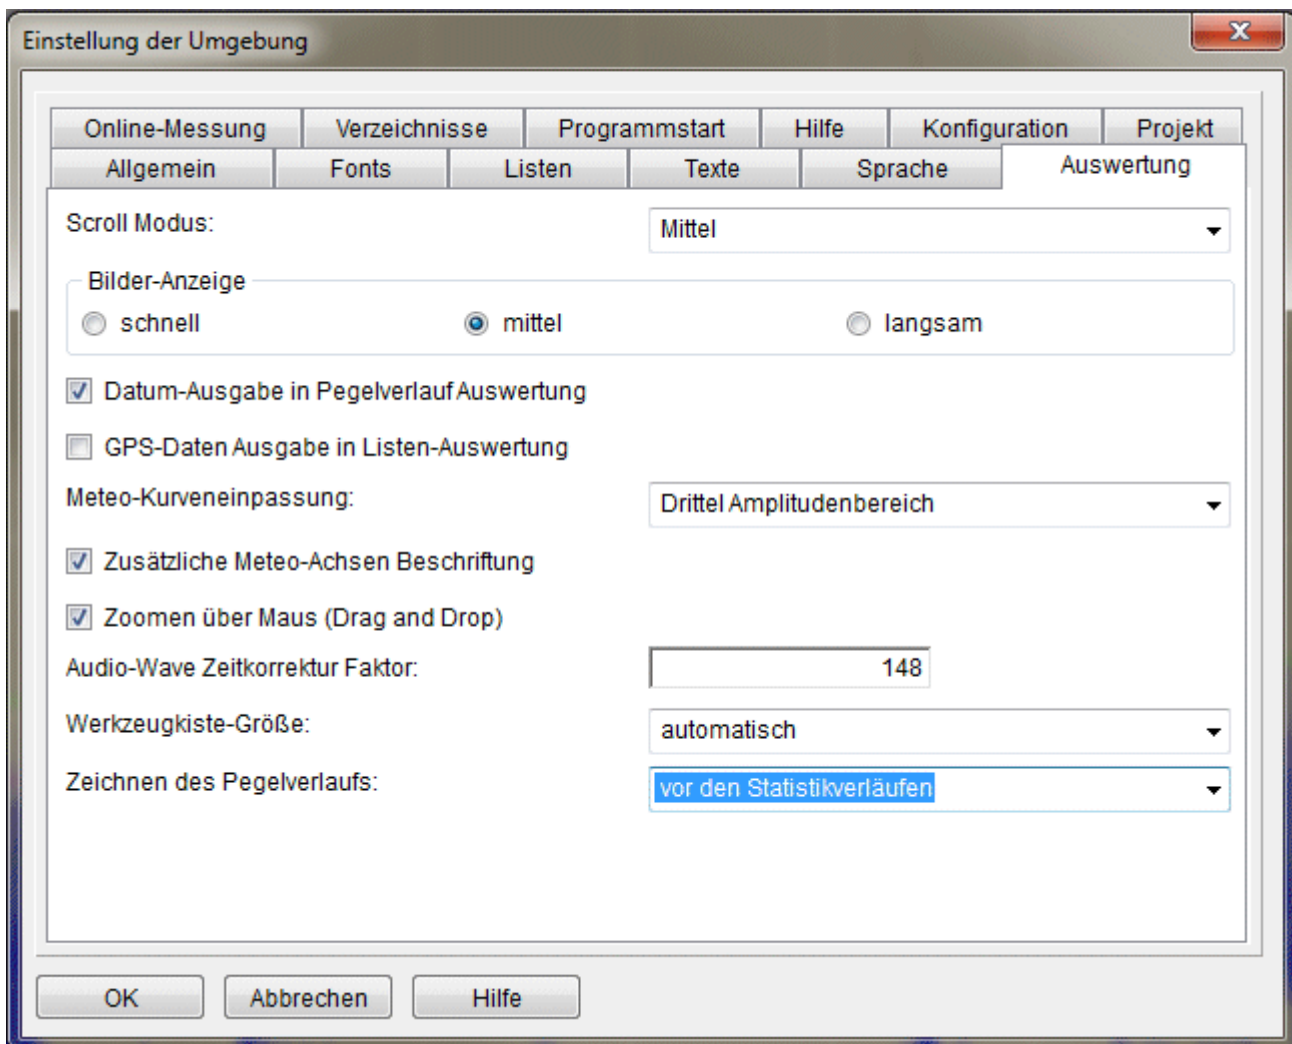 Einstellung der Umgebung
Online-Messung Verzeichnisse Programmstart Hilfe Konfiguration Projekt
Allgemein Fonts Listen Texte Sprache Auswertung
Scroll Modus: Mittel
Bilder-Anzeige
schnell mittel langsam
Datum-Ausgabe in Pegelverlauf Auswertung
GPS-Daten Ausgabe in Listen-Auswertung
Meteo-Kurveneinpassung: Drittel Amplitudenbereich
Zusätzliche Meteo-Achsen Beschriftung
Zoomen über Maus (Drag and Drop)
Audio-Wave Zeitkorrektur Faktor: 148
Werkzeugkiste-Größe: automatisch
Zeichnen des Pegelverlaufs: vor den Statistikverläufen
OK Abbrechen Hilfe